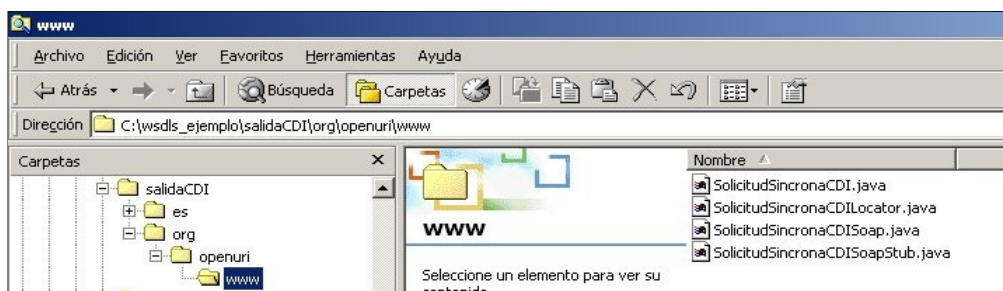 www
Archivo Edición Ver Favoritos Herramientas Ayuda
Atrás Búsqueda Carpetas
Dirección C:\wsdls_ejemplo\salidaCDI\org\openuri\www
Carpetas
salidaCDI
es
org
openuri
www
www
Seleccione un elemento para ver su
Nombre
SolicitudSincronaCDI.java
SolicitudSincronaCDILocator.java
SolicitudSincronaCDISoap.java
SolicitudSincronaCDISoapStub.java